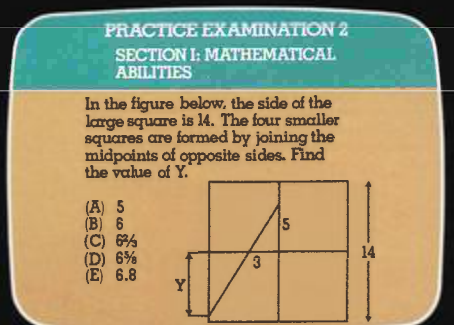 PRACTICE EXAMINATION 2
SECTION I: MATHEMATICAL
ABILITIES
In the figure below, the side of the
large square is 14. The four smaller
squares are formed by joining the
midpoints of opposite sides. Find
the value of Y.
(A) 5
(B) 6
(C) 6⅔
(D) 6⅝
(E) 6.8
5
3
14
Y